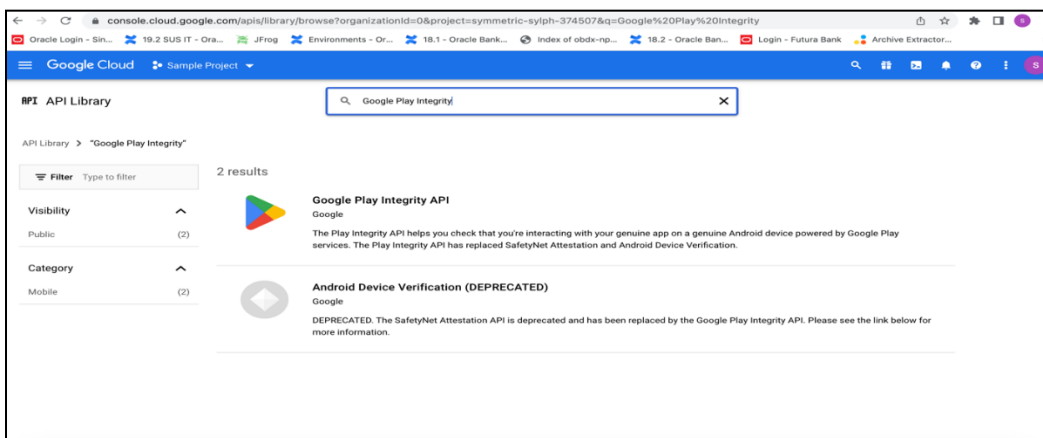 console.cloud.google.com/apis/library/browse?organizationId=0&project=symmetric-sylph-374507&q=Google%20Play%20Integrity
Oracle Login - Sin... 19.2 SUS IT - Ora... JFrog Environments - Or... 18.1 - Oracle Bank... Index of obdx-np... 18.2 - Oracle Ban... Login - Futura Bank Archive Extractor...
Google Cloud Sample Project S
API API Library Google Play Integrity
API Library > "Google Play Integrity"
Filter Type to filter
Visibility
Public (2)
Category
Mobile (2)
2 results
Google Play Integrity API
Google
The Play Integrity API helps you check that you're interacting with your genuine app on a genuine Android device powered by Google Play
services. The Play Integrity API has replaced SafetyNet Attestation and Android Device Verification.
Android Device Verification (DEPRECATED)
Google
DEPRECATED. The SafetyNet Attestation API is deprecated and has been replaced by the Google Play Integrity API. Please see the link below for
more information.